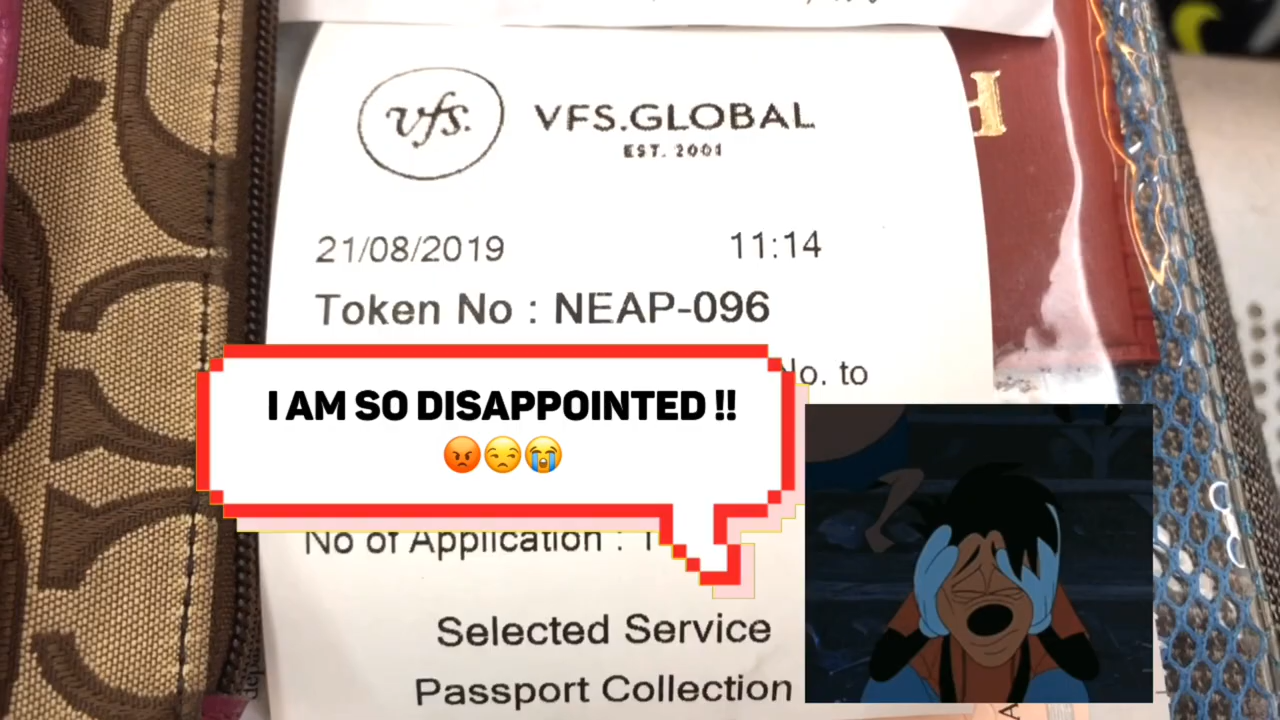 vfs.
VFS.GLOBAL
EST. 2001
H
21/08/2019 11:14
Token No : NEAP-096
No. to
I AM SO DISAPPOINTED !!
😡😒😭
No of Application :
Selected Service
Passport Collection